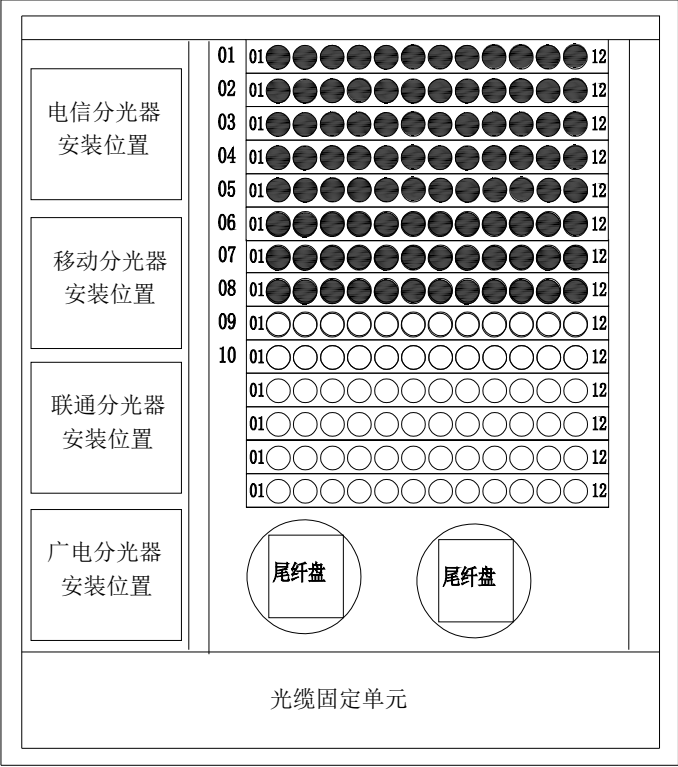 电信分光器
安装位置
移动分光器
安装位置
联通分光器
安装位置
广电分光器
安装位置
01 01 12
02 01 12
03 01 12
04 01 12
05 01 12
06 01 12
07 01 12
08 01 12
09 01 12
10 01 12
01 12
01 12
01 12
01 12
尾纤盘 尾纤盘
光缆固定单元